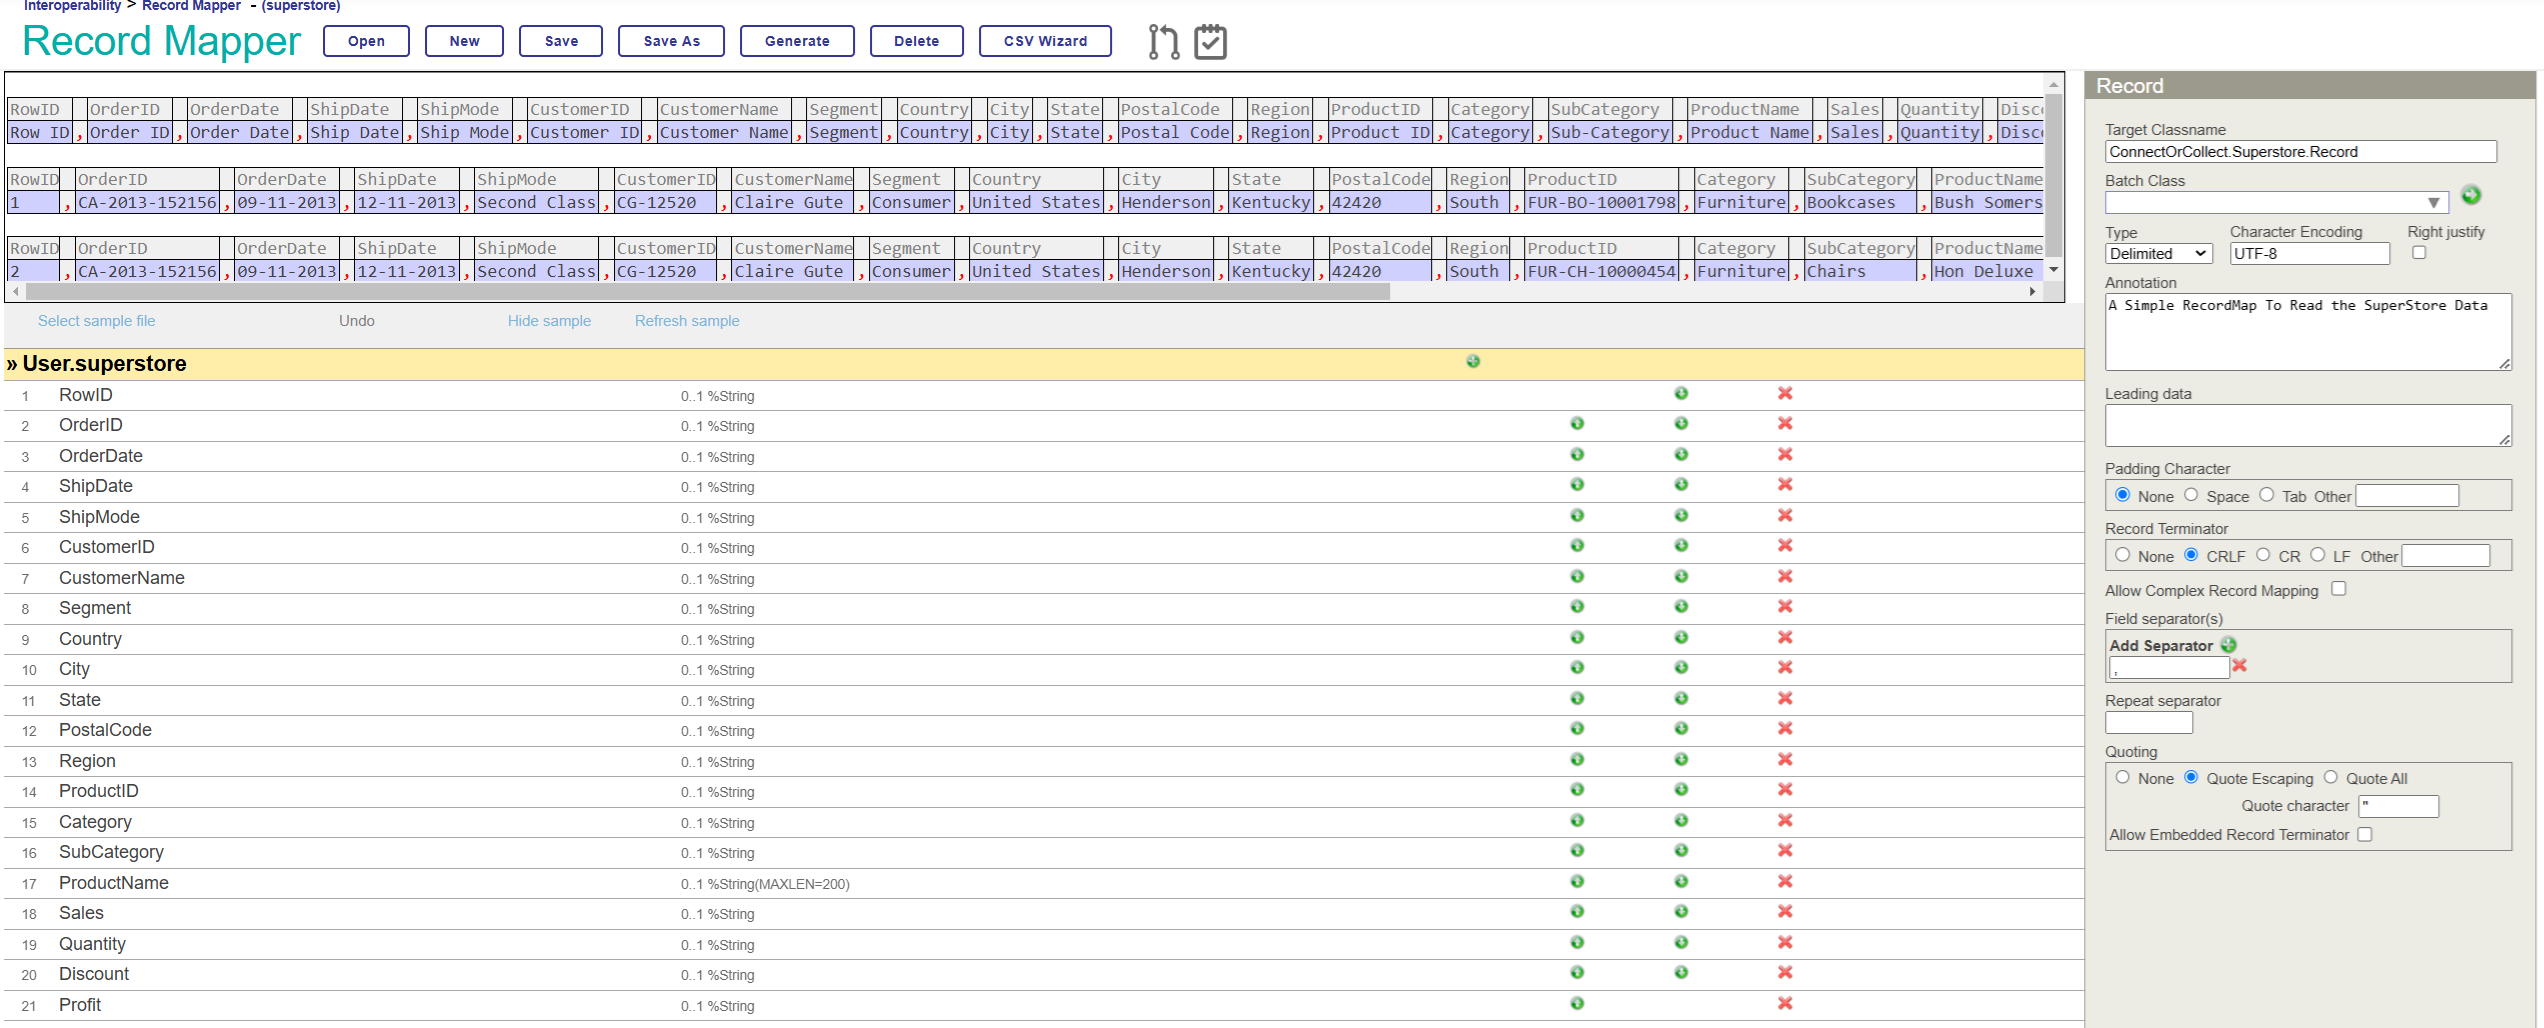 Interoperability > Record Mapper - (superstore)
Record Mapper Open New Save Save As Generate Delete CSV Wizard
RowID OrderID OrderDate ShipDate ShipMode CustomerID CustomerName Segment Country City State PostalCode Region ProductID Category SubCategory ProductName Sales Quantity Disc
Row ID , Order ID , Order Date , Ship Date , Ship Mode , Customer ID , Customer Name , Segment , Country , City , State , Postal Code , Region , Product ID , Category , Sub-Category , Product Name , Sales , Quantity , Disc
RowID OrderID OrderDate ShipDate ShipMode CustomerID CustomerName Segment Country City State PostalCode Region ProductID Category SubCategory ProductName
1 , CA-2013-152156 , 09-11-2013 , 12-11-2013 , Second Class , CG-12520 , Claire Gute , Consumer , United States , Henderson , Kentucky , 42420 , South , FUR-BO-10001798 , Furniture , Bookcases , Bush Somers
RowID OrderID OrderDate ShipDate ShipMode CustomerID CustomerName Segment Country City State PostalCode Region ProductID Category SubCategory ProductName
2 , CA-2013-152156 , 09-11-2013 , 12-11-2013 , Second Class , CG-12520 , Claire Gute , Consumer , United States , Henderson , Kentucky , 42420 , South , FUR-CH-10000454 , Furniture , Chairs , Hon Deluxe
Select sample file Undo Hide sample Refresh sample
» User.superstore
1 RowID 0..1 %String
2 OrderID 0..1 %String
3 OrderDate 0..1 %String
4 ShipDate 0..1 %String
5 ShipMode 0..1 %String
6 CustomerID 0..1 %String
7 CustomerName 0..1 %String
8 Segment 0..1 %String
9 Country 0..1 %String
10 City 0..1 %String
11 State 0..1 %String
12 PostalCode 0..1 %String
13 Region 0..1 %String
14 ProductID 0..1 %String
15 Category 0..1 %String
16 SubCategory 0..1 %String
17 ProductName 0..1 %String(MAXLEN=200)
18 Sales 0..1 %String
19 Quantity 0..1 %String
20 Discount 0..1 %String
21 Profit 0..1 %String
Record
Target Classname
ConnectOrCollect.Superstore.Record
Batch Class
Type Character Encoding Right justify
Delimited UTF-8
Annotation
A Simple RecordMap To Read the SuperStore Data
Leading data
Padding Character
None Space Tab Other
Record Terminator
None CRLF CR LF Other
Allow Complex Record Mapping
Field separator(s)
Add Separator
,
Repeat separator
Quoting
None Quote Escaping Quote All
Quote character "
Allow Embedded Record Terminator